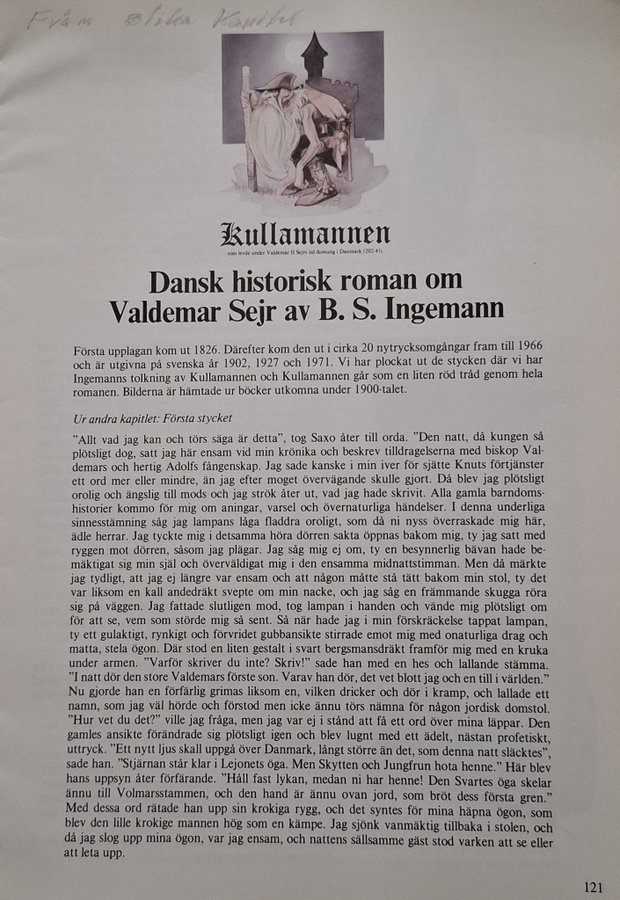 Från
Kullamannen
som levde under Valdemar II Sejrs tid (konung i Danmark 1202-41).
Dansk historisk roman om
Valdemar Sejr av B. S. Ingemann
Första upplagan kom ut 1826. Därefter kom den ut i cirka 20 nytrycksomgångar fram till 1966
och är utgivna på svenska år 1902, 1927 och 1971. Vi har plockat ut de stycken där vi har
Ingemanns tolkning av Kullamannen och Kullamannen går som en liten röd tråd genom hela
romanen. Bilderna är hämtade ur böcker utkomna under 1900-talet.
Ur andra kapitlet: Första stycket
”Allt vad jag kan och törs säga är detta”, tog Saxo åter till orda. ”Den natt, då kungen så
plötsligt dog, satt jag här ensam vid min krönika och beskrev tilldragelserna med biskop Val-
demars och hertig Adolfs fångenskap. Jag sade kanske i min iver för sjätte Knuts förtjänster
ett ord mer eller mindre, än jag efter moget övervägande skulle gjort. Då blev jag plötsligt
orolig och ängslig till mods och jag strök åter ut, vad jag hade skrivit. Alla gamla barndoms-
historier kommo för mig om aningar, varsel och övernaturliga händelser. I denna underliga
sinnesstämning såg jag lampans låga fladdra oroligt, som då ni nyss överraskade mig här,
ädle herrar. Jag tyckte mig i detsamma höra dörren sakta öppnas bakom mig, ty jag satt med
ryggen mot dörren, såsom jag plägar. Jag såg mig ej om, ty en besynnerlig bävan hade be-
mäktigat sig min själ och överväldigat mig i den ensamma midnattstimman. Men då märkte
jag tydligt, att jag ej längre var ensam och att någon måtte stå tätt bakom min stol, ty det
var liksom en kall andedräkt svepte om min nacke, och jag såg en främmande skugga röra
sig på väggen. Jag fattade slutligen mod, tog lampan i handen och vände mig plötsligt om
för att se, vem som störde mig så sent. Så när hade jag i min förskräckelse tappat lampan,
ty ett gulaktigt, rynkigt och förvridet gubbansikte stirrade emot mig med onaturliga drag och
matta, stela ögon. Där stod en liten gestalt i svart bergsmansdräkt framför mig med en kruka
under armen. ”Varför skriver du inte? Skriv!” sade han med en hes och lallande stämma.
”I natt dör den store Valdemars förste son. Varav han dör, det vet blott jag och en till i världen.”
Nu gjorde han en förfärlig grimas liksom en, vilken dricker och dör i kramp, och lallade ett
namn, som jag väl hörde och förstod men icke ännu törs nämna för någon jordisk domstol.
”Hur vet du det?” ville jag fråga, men jag var ej i stånd att få ett ord över mina läppar. Den
gamles ansikte förändrade sig plötsligt igen och blev lugnt med ett ädelt, nästan profetiskt,
uttryck. ”Ett nytt ljus skall uppgå över Danmark, långt större än det, som denna natt släcktes”,
sade han. ”Stjärnan står klar i Lejonets öga. Men Skytten och Jungfrun hota henne.” Här blev
hans uppsyn åter förfärande. ”Håll fast lykan, medan ni har henne! Den Svartes öga skelar
ännu till Volmarsstammen, och den hand är ännu ovan jord, som bröt dess första gren.”
Med dessa ord rätade han upp sin krokiga rygg, och det syntes för mina häpna ögon, som
blev den lille krokige mannen hög som en kämpe. Jag sjönk vanmäktig tillbaka i stolen, och
då jag slog upp mina ögon, var jag ensam, och nattens sällsamme gäst stod varken att se eller
att leta upp.
121